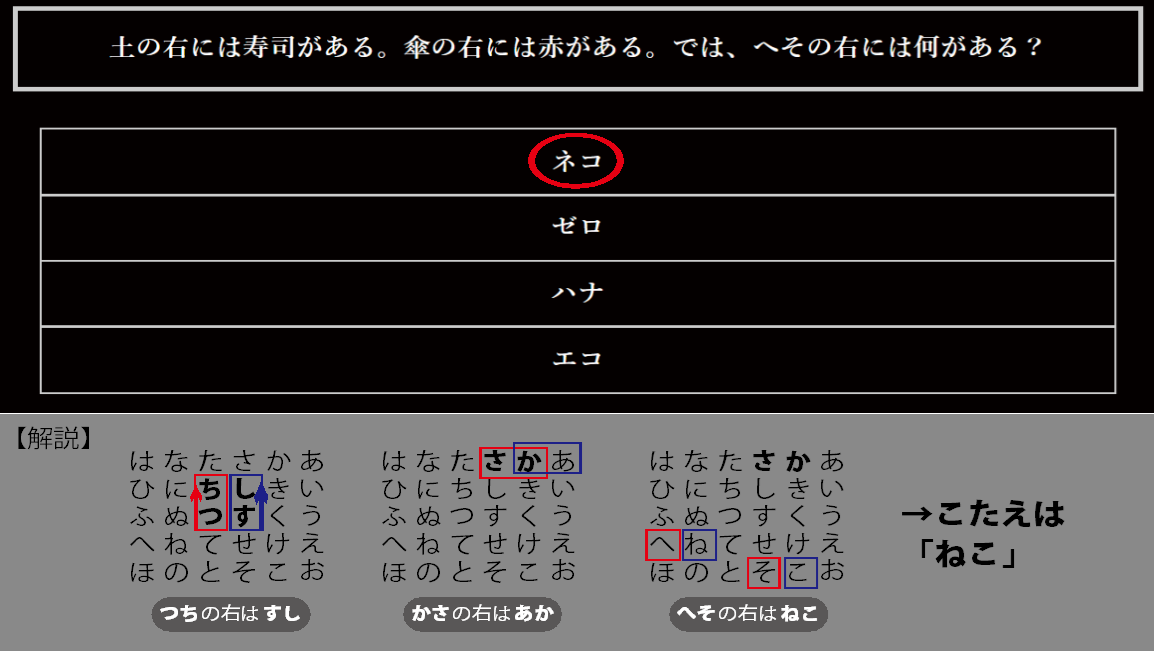 土の右には寿司がある。傘の右には赤がある。では、へその右には何がある？
ネコ
ゼロ
ハナ
エコ
【解説】
はなたさかあ
ひにちしきい
ふぬつすくう
へねてせけえ
ほのとそこお
つちの右はすし
はなたさかあ
ひにちしきい
ふぬつすくう
へねてせけえ
ほのとそこお
かさの右はあか
はなたさかあ
ひにちしきい
ふぬつすくう
へねてせけえ
ほのとそこお
へその右はねこ
→こたえは
「ねこ」